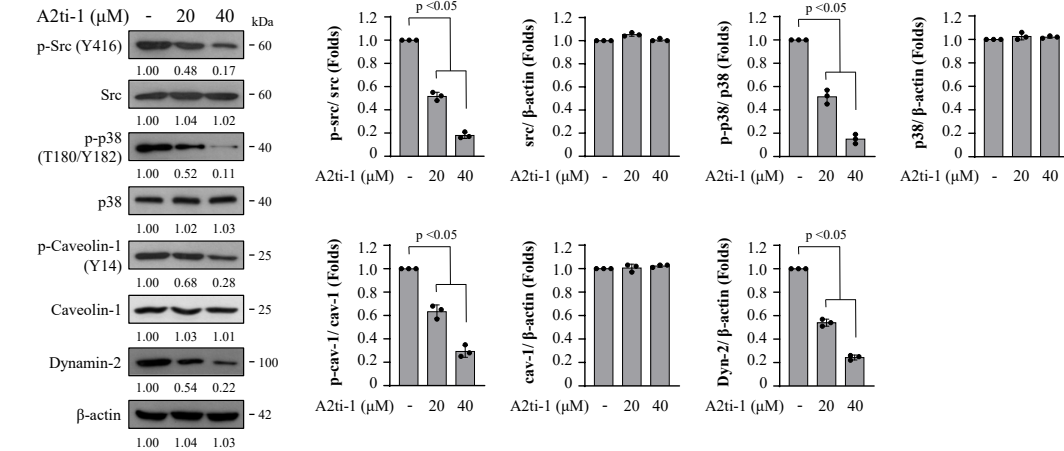 A2ti-1 (μM) - 20 40 kDa
p-Src (Y416) - 60
1.00 0.48 0.17
Src - 60
1.00 1.04 1.02
p-p38
(T180/Y182) - 40
1.00 0.52 0.11
p38 - 40
1.00 1.02 1.03
p-Caveolin-1
(Y14) - 25
1.00 0.68 0.28
Caveolin-1 - 25
1.00 1.03 1.01
Dynamin-2 - 100
1.00 0.54 0.22
β-actin - 42
1.00 1.04 1.03
p-src/ src (Folds)
1.2
1.0
0.8
0.6
0.4
0.2
0
p <0.05
A2ti-1 (μM) - 20 40
src/ β-actin (Folds)
1.2
1.0
0.8
0.6
0.4
0.2
0
A2ti-1 (μM) - 20 40
p-p38/ p38 (Folds)
1.2
1.0
0.8
0.6
0.4
0.2
0
p <0.05
A2ti-1 (μM) - 20 40
p38/ β-actin (Folds)
1.2
1.0
0.8
0.6
0.4
0.2
0
A2ti-1 (μM) - 20 40
p-cav-1/ cav-1 (Folds)
1.2
1.0
0.8
0.6
0.4
0.2
0
p <0.05
A2ti-1 (μM) - 20 40
cav-1/ β-actin (Folds)
1.2
1.0
0.8
0.6
0.4
0.2
0
A2ti-1 (μM) - 20 40
Dyn-2/ β-actin (Folds)
1.2
1.0
0.8
0.6
0.4
0.2
0
p <0.05
A2ti-1 (μM) - 20 40